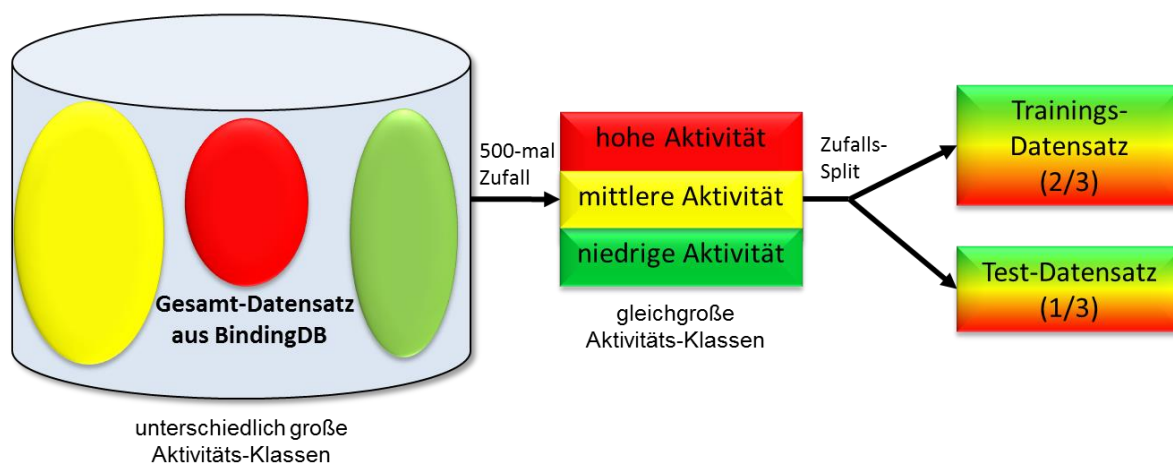 Gesamt-Datensatz
aus BindingDB
unterschiedlich große
Aktivitäts-Klassen
500-mal
Zufall
hohe Aktivität
mittlere Aktivität
niedrige Aktivität
gleichgroße
Aktivitäts-Klassen
Zufalls-
Split
Trainings-
Datensatz
(2/3)
Test-Datensatz
(1/3)